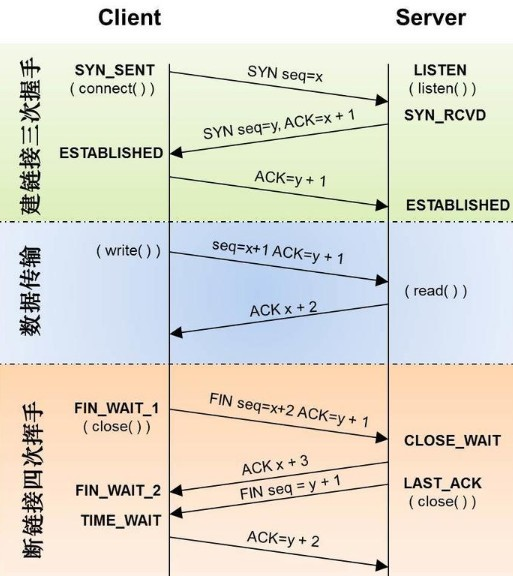 Client
Server
建链接三次握手
SYN_SENT
( connect( ) )
SYN seq=x
LISTEN
( listen( ) )
SYN seq=y, ACK=x + 1
SYN_RCVD
ESTABLISHED
ACK=y + 1
ESTABLISHED
数据传输
( write( ) )
seq=x+1 ACK=y + 1
( read( ) )
ACK x + 2
断链接四次挥手
FIN_WAIT_1
( close( ) )
FIN seq=x+2 ACK=y + 1
CLOSE_WAIT
ACK x + 3
FIN_WAIT_2
FIN seq = y + 1
LAST_ACK
( close( ) )
TIME_WAIT
ACK=y + 2